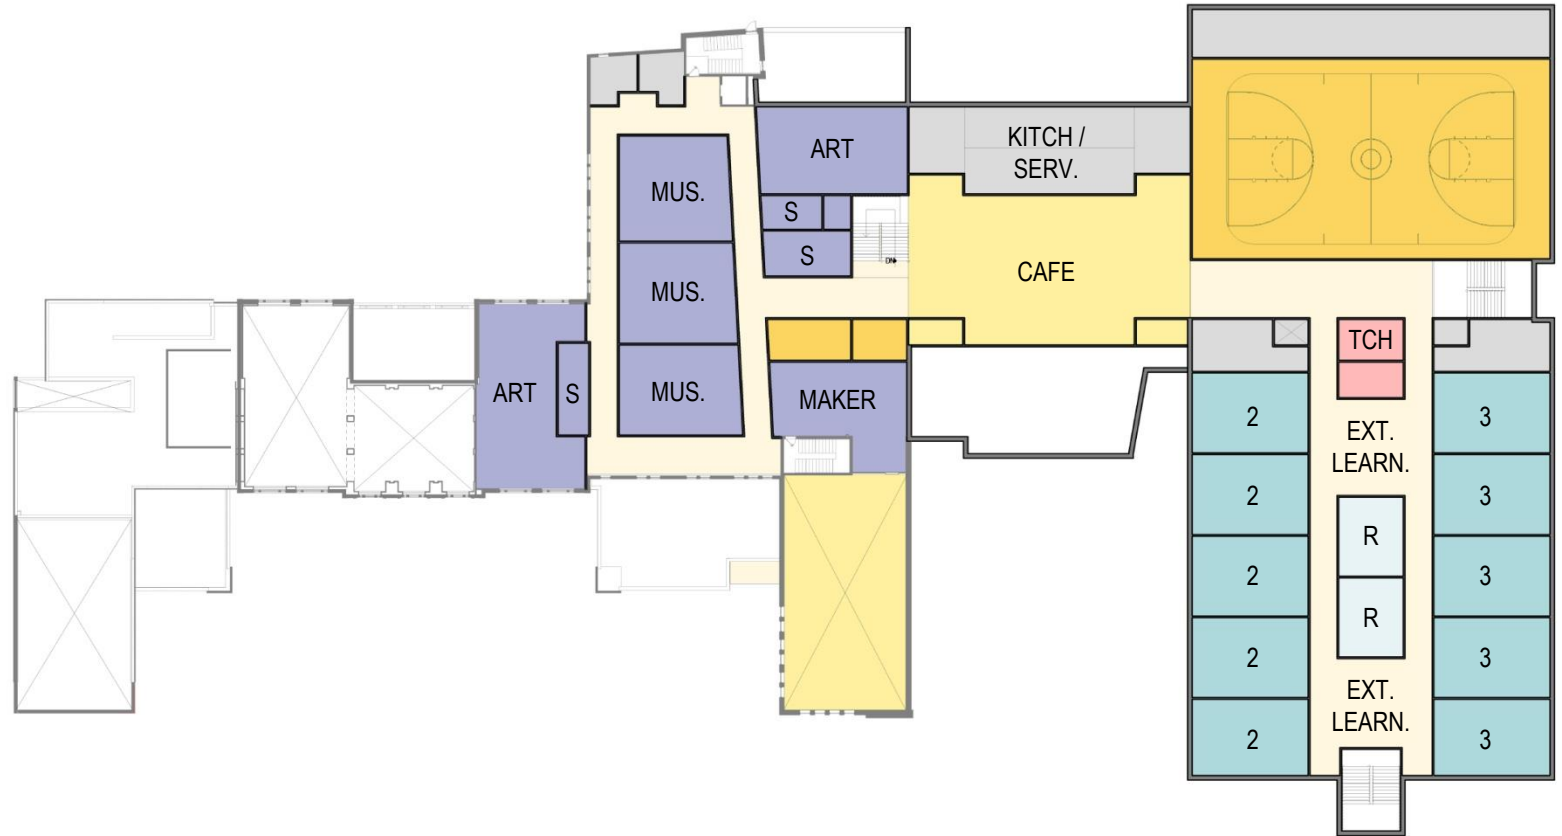 ART
KITCH /
SERV.
MUS.
S
S
DN
CAFE
MUS.
TCH
ART
S
MUS.
MAKER
2
EXT.
LEARN.
3
2
3
R
2
3
R
2
3
EXT.
LEARN.
2
3